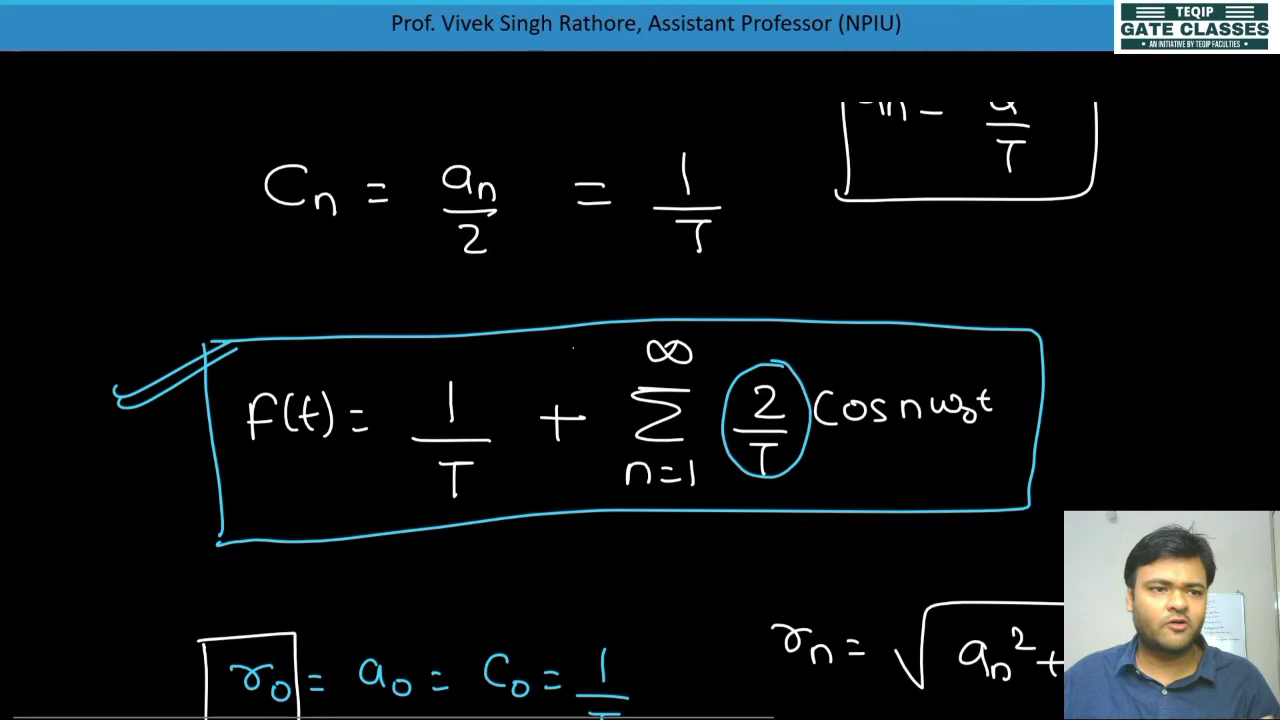 Prof. Vivek Singh Rathore, Assistant Professor (NPIU)
TEQIP
GATE CLASSES
• AN INITIATIVE BY TEQIP FACULTIES •
Cn = an/2 = 1/T
f(t) = 1/T + ∞ Σ n=1 2/T Cos nω₀t
r₀ = a₀ = C₀ = 1/T
rn = √ an² +